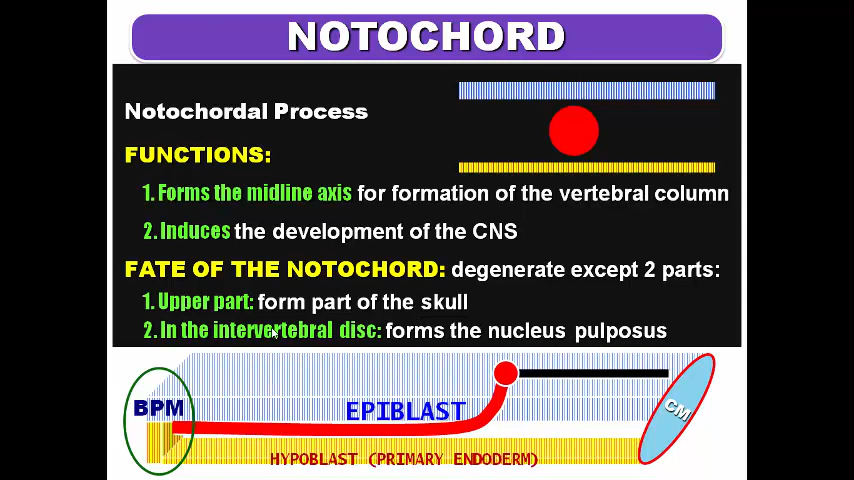 NOTOCHORD
Notochordal Process
FUNCTIONS:
1. Forms the midline axis for formation of the vertebral column
2. Induces the development of the CNS
FATE OF THE NOTOCHORD: degenerate except 2 parts:
1. Upper part: form part of the skull
2. In the intervertebral disc: forms the nucleus pulposus
BPM
EPIBLAST
CM
HYPOBLAST (PRIMARY ENDODERM)